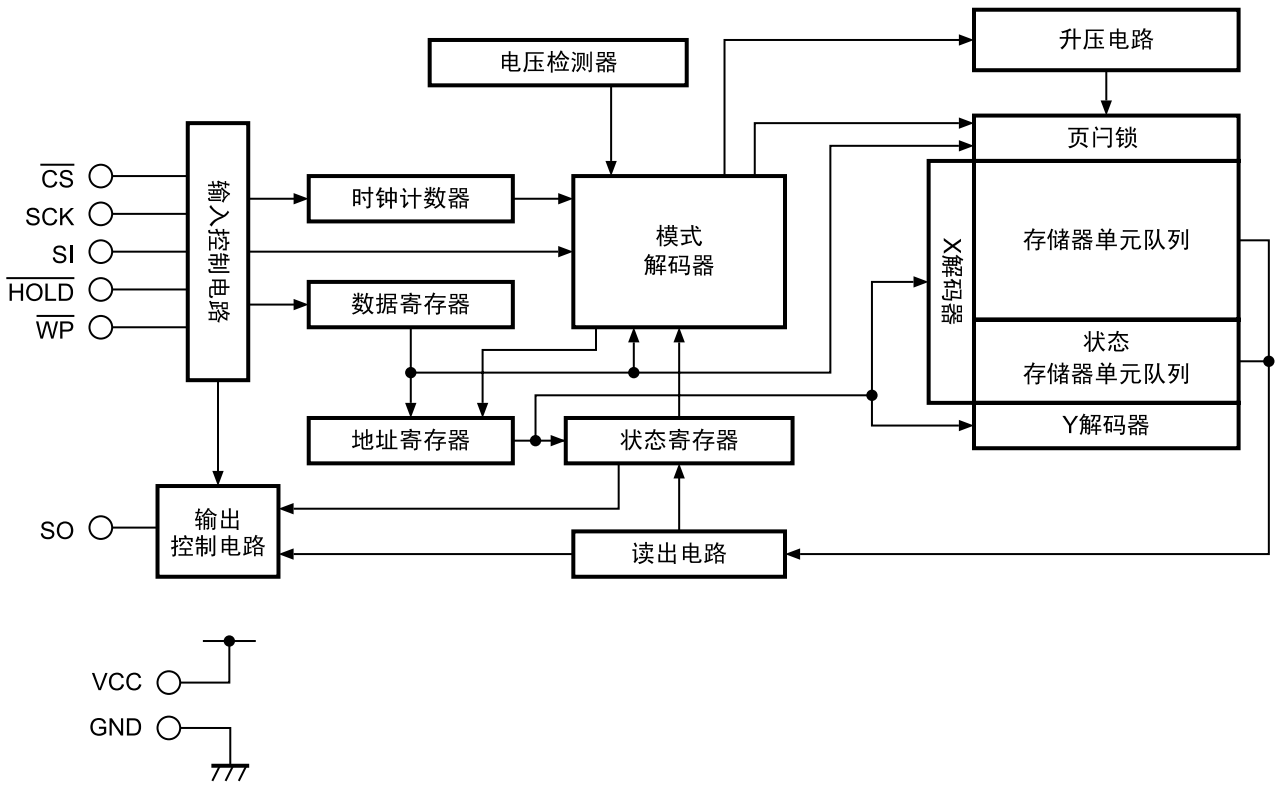 升压电路
电压检测器
页闩锁
CS
SCK
SI
HOLD
WP
输入控制电路
时钟计数器
数据寄存器
模式
解码器
X解码器
存储器单元队列
状态
存储器单元队列
Y解码器
地址寄存器
状态寄存器
SO
输出
控制电路
读出电路
VCC
GND